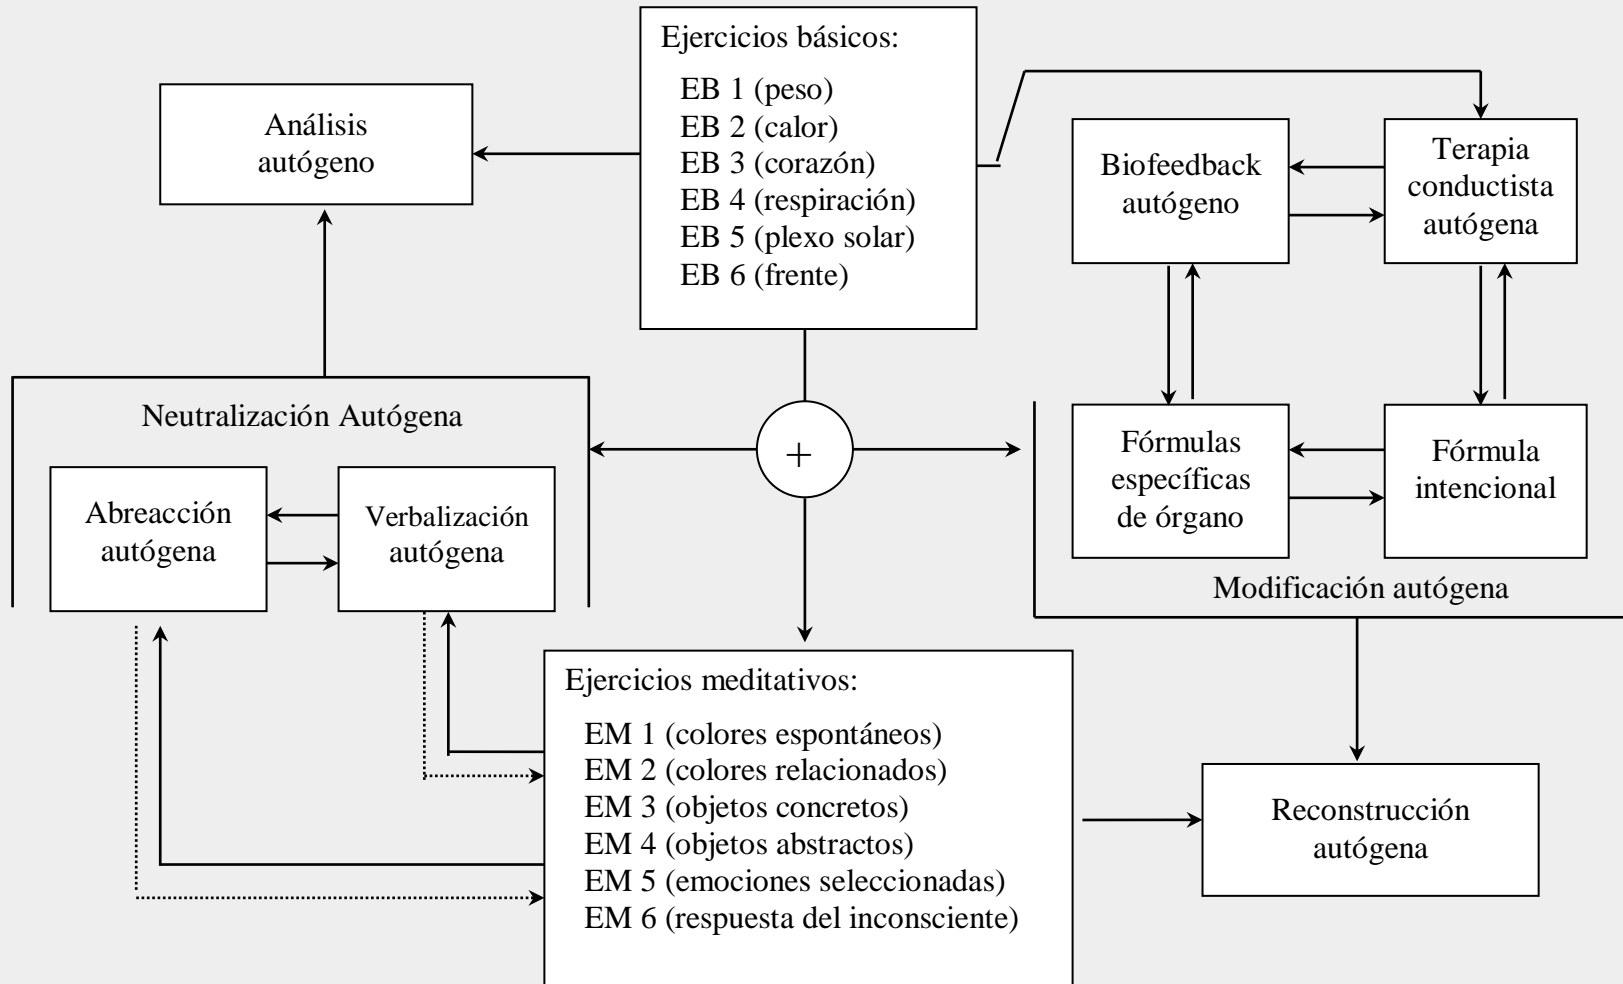 Ejercicios básicos:
EB 1 (peso)
EB 2 (calor)
EB 3 (corazón)
EB 4 (respiración)
EB 5 (plexo solar)
EB 6 (frente)
Análisis
autógeno
Biofeedback
autógeno
Terapia
conductista
autógena
Neutralización Autógena
Abreacción
autógena
Verbalización
autógena
+
Fórmulas
específicas
de órgano
Fórmula
intencional
Modificación autógena
Ejercicios meditativos:
EM 1 (colores espontáneos)
EM 2 (colores relacionados)
EM 3 (objetos concretos)
EM 4 (objetos abstractos)
EM 5 (emociones seleccionadas)
EM 6 (respuesta del inconsciente)
Reconstrucción
autógena